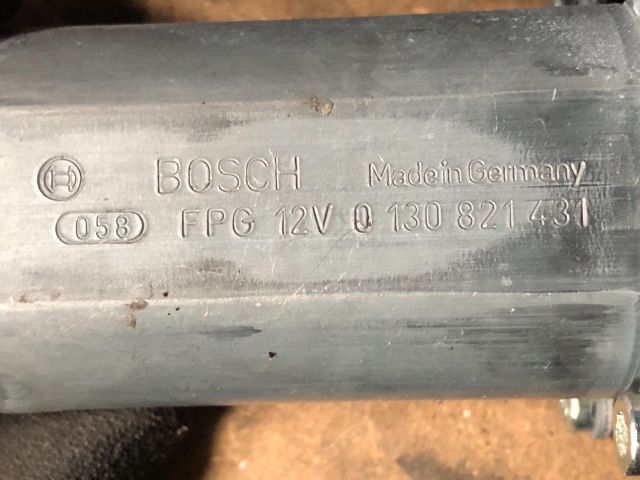 BOSCH Made in Germany
058 FPG 12V 0 130 821 431